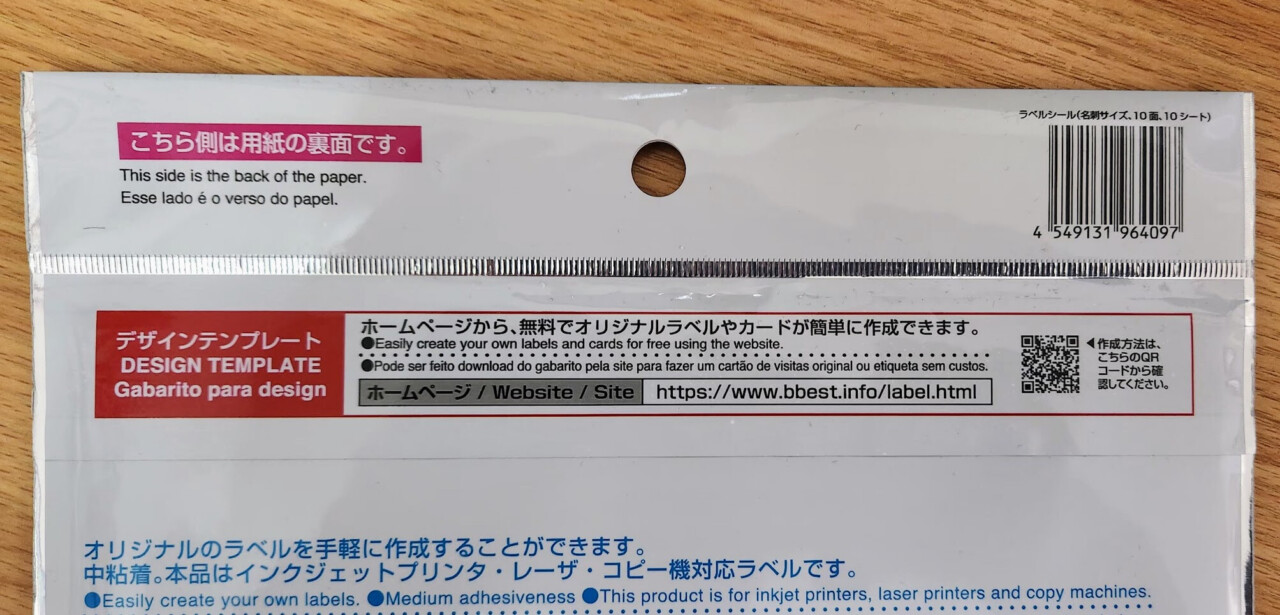 ラベルシール(名刺サイズ、10面、10シート)
こちら側は用紙の裏面です。
This side is the back of the paper.
Esse lado é o verso do papel.
4 549131 964097
デザインテンプレート
DESIGN TEMPLATE
Gabarito para design
ホームページから、無料でオリジナルラベルやカードが簡単に作成できます。
●Easily create your own labels and cards for free using the website.
●Pode ser feito download do gabarito pela site para fazer um cartão de visitas original ou etiqueta sem custos.
ホームページ / Website / Site
https://www.bbest.info/label.html
◀作成方法は、
こちらのQR
コードから確
認してください。
オリジナルのラベルを手軽に作成することができます。
中粘着。本品はインクジェットプリンタ・レーザ・コピー機対応ラベルです。
●Easily create your own labels. ●Medium adhesiveness ●This product is for inkjet printers, laser printers and copy machines.